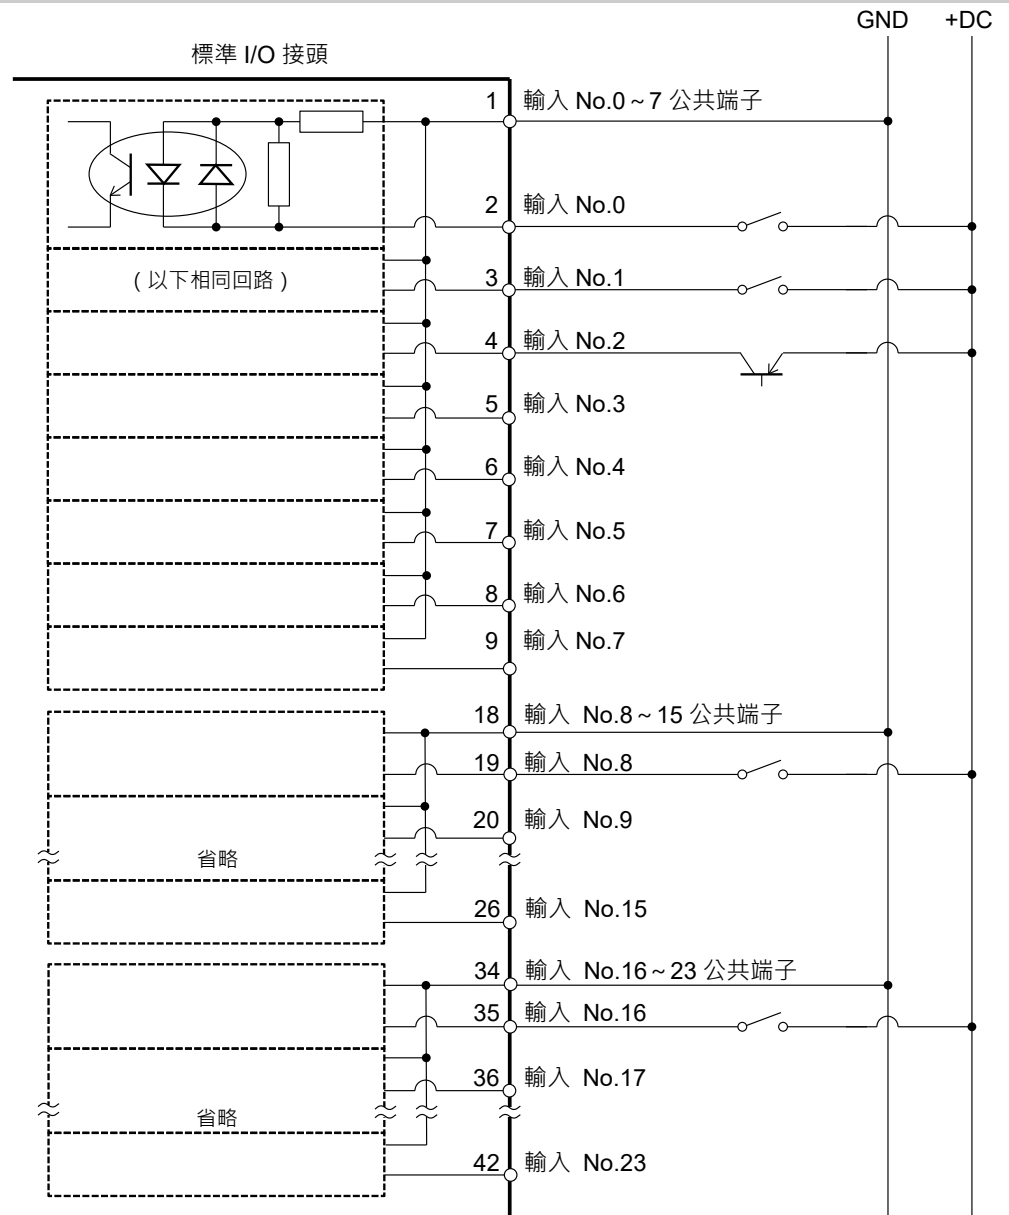 GND +DC
標準 I/O 接頭
1 輸入 No.0~7 公共端子
2 輸入 No.0
(以下相同回路)
3 輸入 No.1
4 輸入 No.2
5 輸入 No.3
6 輸入 No.4
7 輸入 No.5
8 輸入 No.6
9 輸入 No.7
18 輸入 No.8~15 公共端子
19 輸入 No.8
20 輸入 No.9
省略
26 輸入 No.15
34 輸入 No.16~23 公共端子
35 輸入 No.16
36 輸入 No.17
省略
42 輸入 No.23